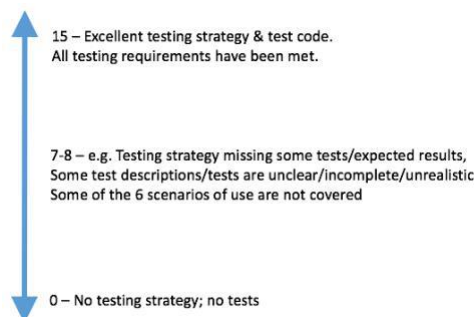 15 – Excellent testing strategy & test code.
All testing requirements have been met.
7-8 – e.g. Testing strategy missing some tests/expected results,
Some test descriptions/tests are unclear/incomplete/unrealistic
Some of the 6 scenarios of use are not covered
0 – No testing strategy; no tests